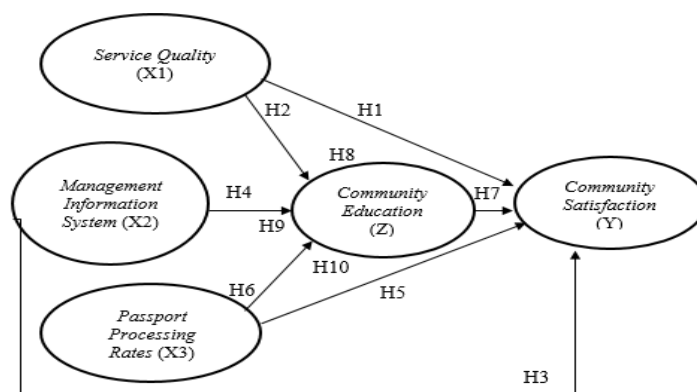 Service Quality
(X1)
H2
H1
H8
Management
Information
System (X2)
H4
H9
Community
Education
(Z)
H7
Community
Satisfaction
(Y)
H10
H6
H5
Passport
Processing
Rates (X3)
H3